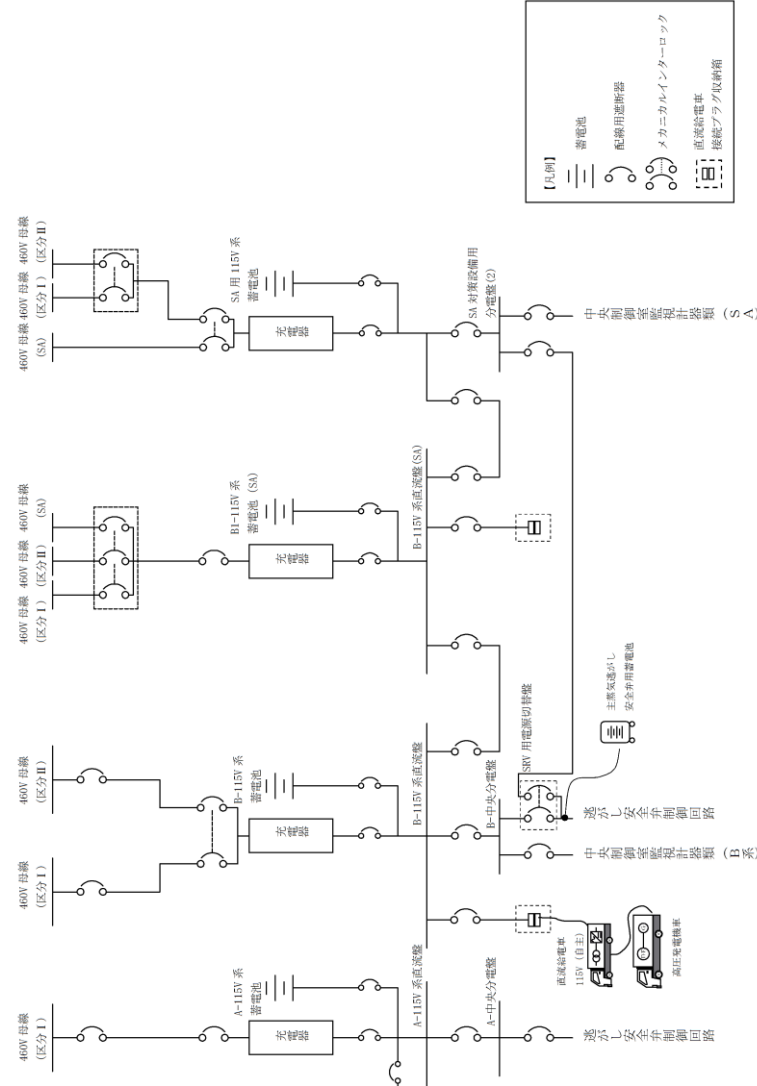 【凡例】
蓄電池
配線用遮断器
メカニカルインターロック
直流給電車
接続プラグ収納箱
460V 母線
(区分Ⅰ)
460V 母線
(区分Ⅰ)
460V 母線
(区分Ⅱ)
460V 母線
(区分Ⅰ)
460V 母線
(区分Ⅱ)
460V 母線
(SA)
460V 母線
(SA)
460V 母線
(区分Ⅰ)
460V 母線
(区分Ⅱ)
A-115V 系
蓄電池
充電器
B-115V 系
蓄電池
充電器
B1-115V 系
蓄電池 (SA)
充電器
SA 用 115V 系
蓄電池
充電器
A-115V 系直流盤
B-115V 系直流盤
B-115V 系直流盤(SA)
SA 対策設備用
分電盤(2)
A-中央分電盤
B-中央分電盤
SRV 用電源切替盤
主蒸気逃がし
安全弁用蓄電池
直流給電車
115V (自主)
高圧発電機車
逃がし安全弁制御回路
中央制御室監視計器類(B系)
逃がし安全弁制御回路
中央制御室監視計器類(SA)